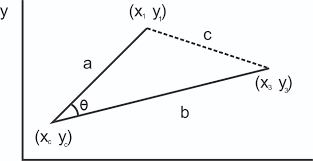 y
(x₁ y₁)
c
a
θ
(x₃ y₃)
b
(x꜀ y꜀)